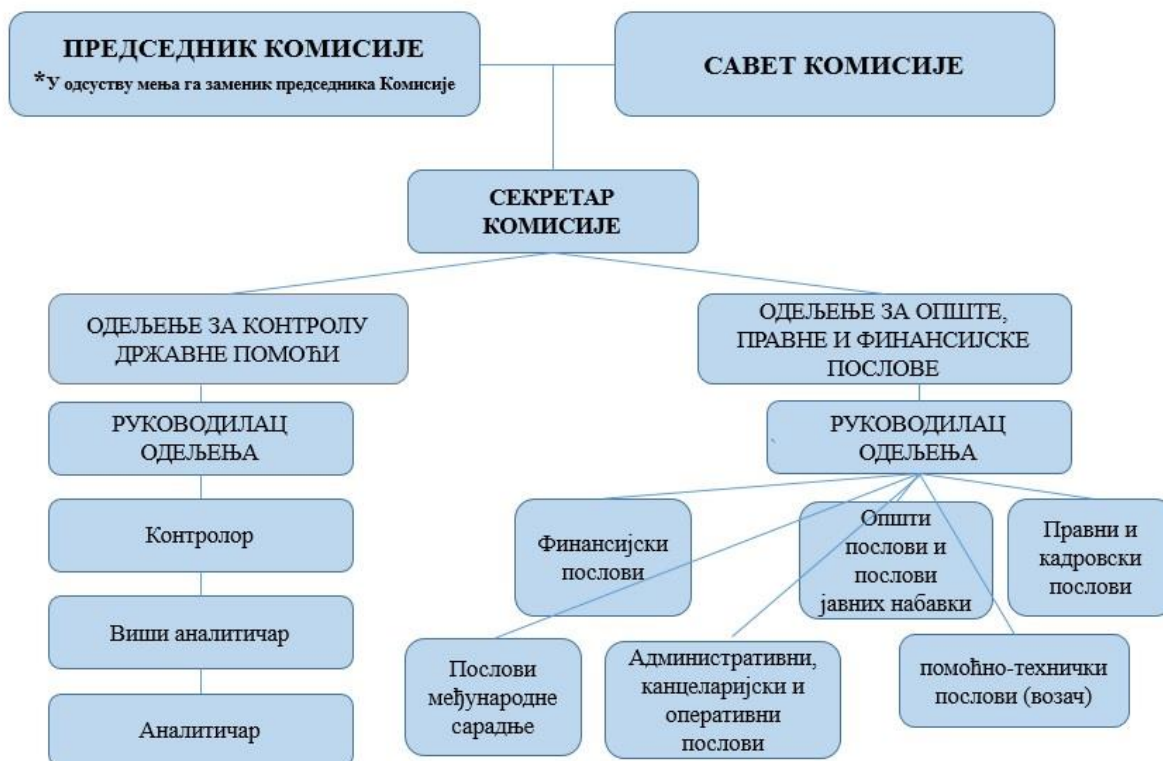 ПРЕДСЕДНИК КОМИСИЈЕ
*У одсуству мења га заменик председника Комисије
САВЕТ КОМИСИЈЕ
СЕКРЕТАР
КОМИСИЈЕ
ОДЕЉЕЊЕ ЗА КОНТРОЛУ
ДРЖАВНЕ ПОМОЋИ
ОДЕЉЕЊЕ ЗА ОПШТЕ,
ПРАВНЕ И ФИНАНСИЈСКЕ
ПОСЛОВЕ
РУКОВОДИЛАЦ
ОДЕЉЕЊА
РУКОВОДИЛАЦ
ОДЕЉЕЊА
Контролор
Виши аналитичар
Аналитичар
Финансијски
послови
Општи
послови и
послови
јавних набавки
Правни и
кадровски
послови
Послови
међународне
сарадње
Административни,
канцеларијски и
оперативни
послови
помоћно-технички
послови (возач)